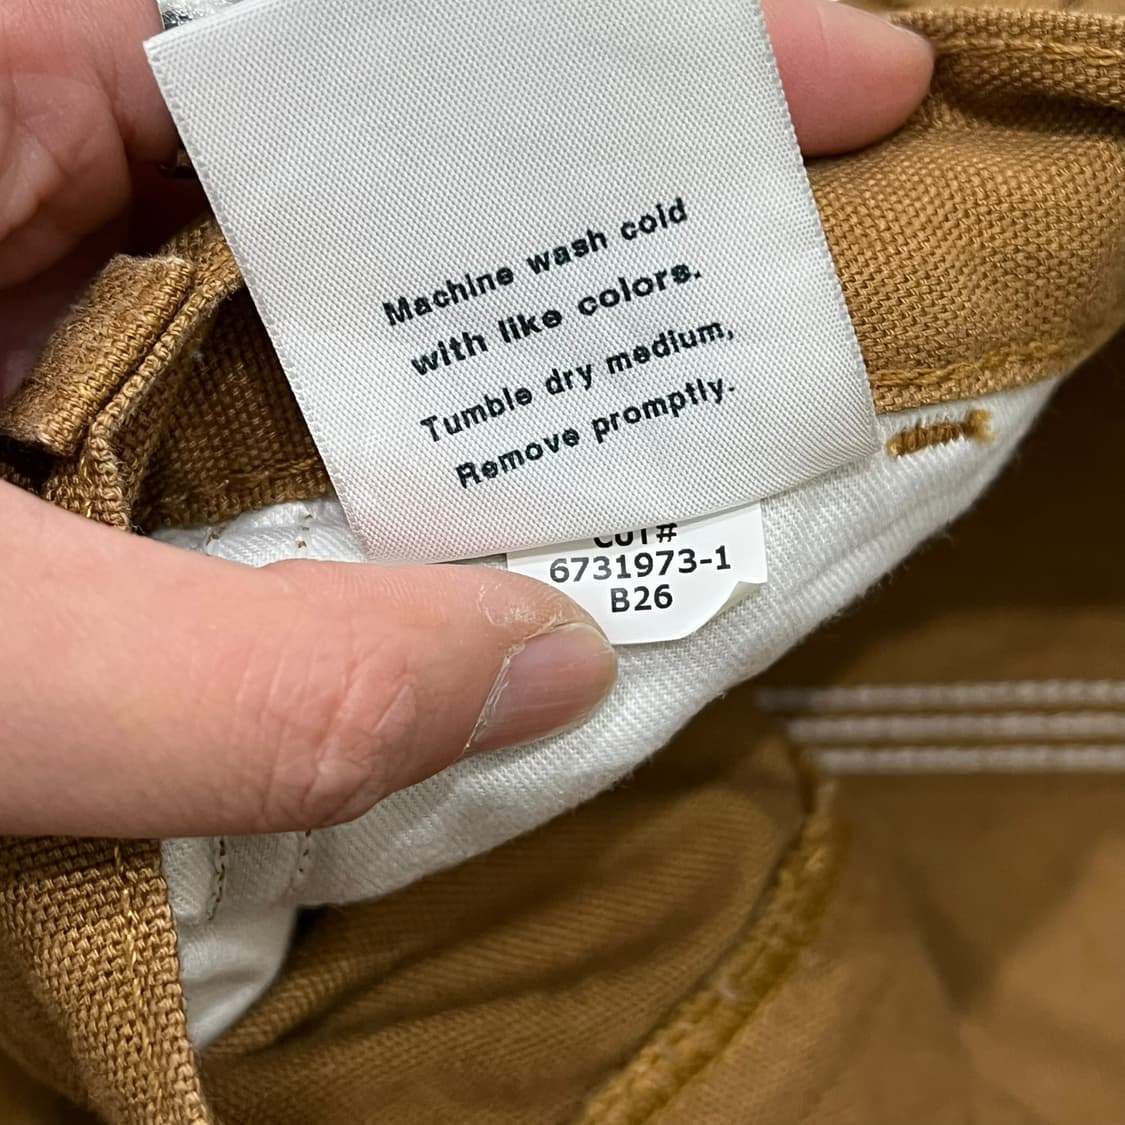 Machine wash cold
with like colors.
Tumble dry medium,
Remove promptly.
CUT#
6731973-1
B26